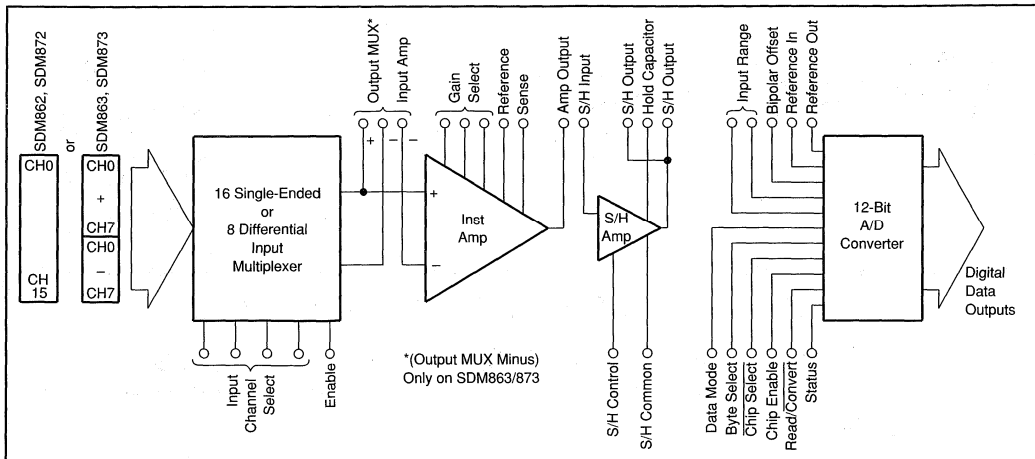 SDM862, SDM872
or
SDM863, SDM873
CH0
CH
15
CH0
+
CH7
CH0
–
CH7
16 Single-Ended
or
8 Differential
Input
Multiplexer
Input
Channel
Select
Enable
Output MUX*
Input Amp
+
–
–
Gain
Select
Reference
Sense
+
–
Inst
Amp
*(Output MUX Minus)
Only on SDM863/873
Amp Output
S/H Input
S/H Output
Hold Capacitor
S/H Output
S/H
Amp
S/H Control
S/H Common
Input Range
Bipolar Offset
Reference In
Reference Out
12-Bit
A/D
Converter
Data Mode
Byte Select
Chip Select
Chip Enable
Read/Convert
Status
Digital
Data
Outputs